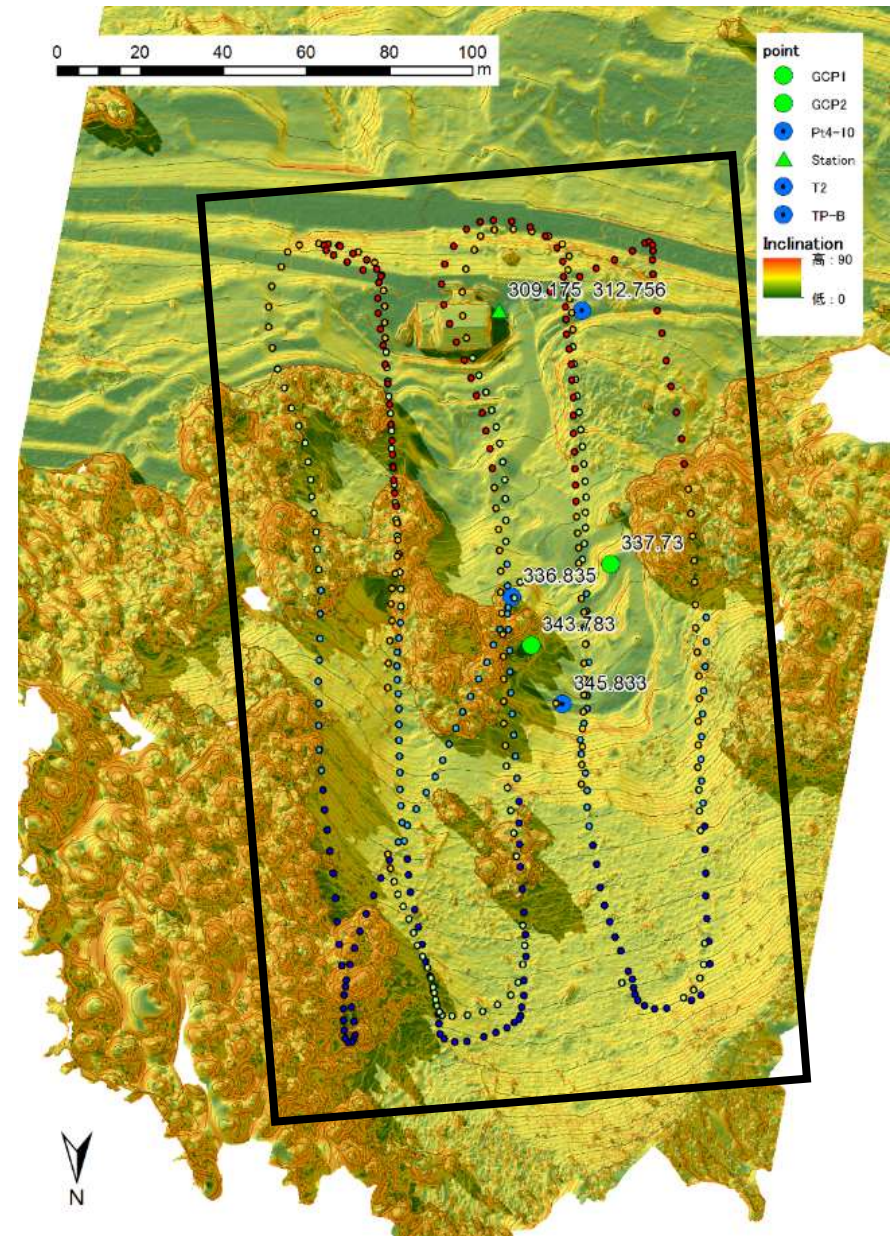 0 20 40 60 80 100
m
point
GCP1
GCP2
Pt4-10
Station
T2
TP-B
Inclination
高 : 90
低 : 0
309.175 312.756
337.73
336.835
343.783
345.833
N